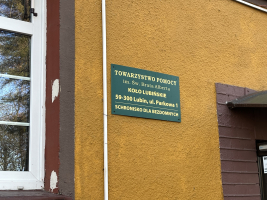 TOWARZYSTWO POMOCY
im. Św. Brata Alberta
KOŁO LUBIŃSKIE
59-300 Lubin, ul. Parkowa 1
SCHRONISKO DLA BEZDOMNYCH